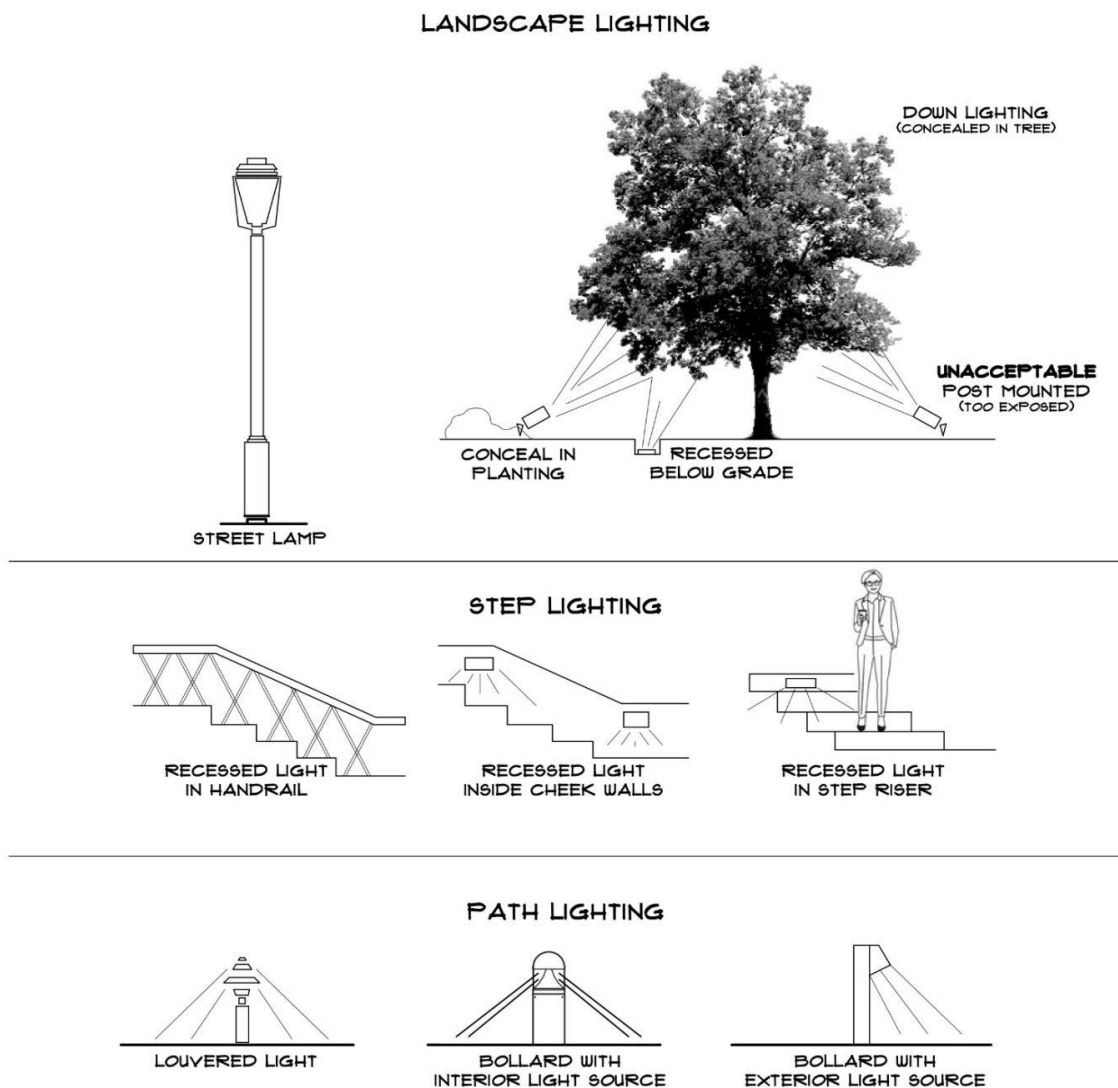 LANDSCAPE LIGHTING
DOWN LIGHTING
(CONCEALED IN TREE)
UNACCEPTABLE
POST MOUNTED
(TOO EXPOSED)
CONCEAL IN
PLANTING
RECESSED
BELOW GRADE
STREET LAMP
STEP LIGHTING
RECESSED LIGHT
IN HANDRAIL
RECESSED LIGHT
INSIDE CHEEK WALLS
RECESSED LIGHT
IN STEP RISER
PATH LIGHTING
LOUVERED LIGHT
BOLLARD WITH
INTERIOR LIGHT SOURCE
BOLLARD WITH
EXTERIOR LIGHT SOURCE